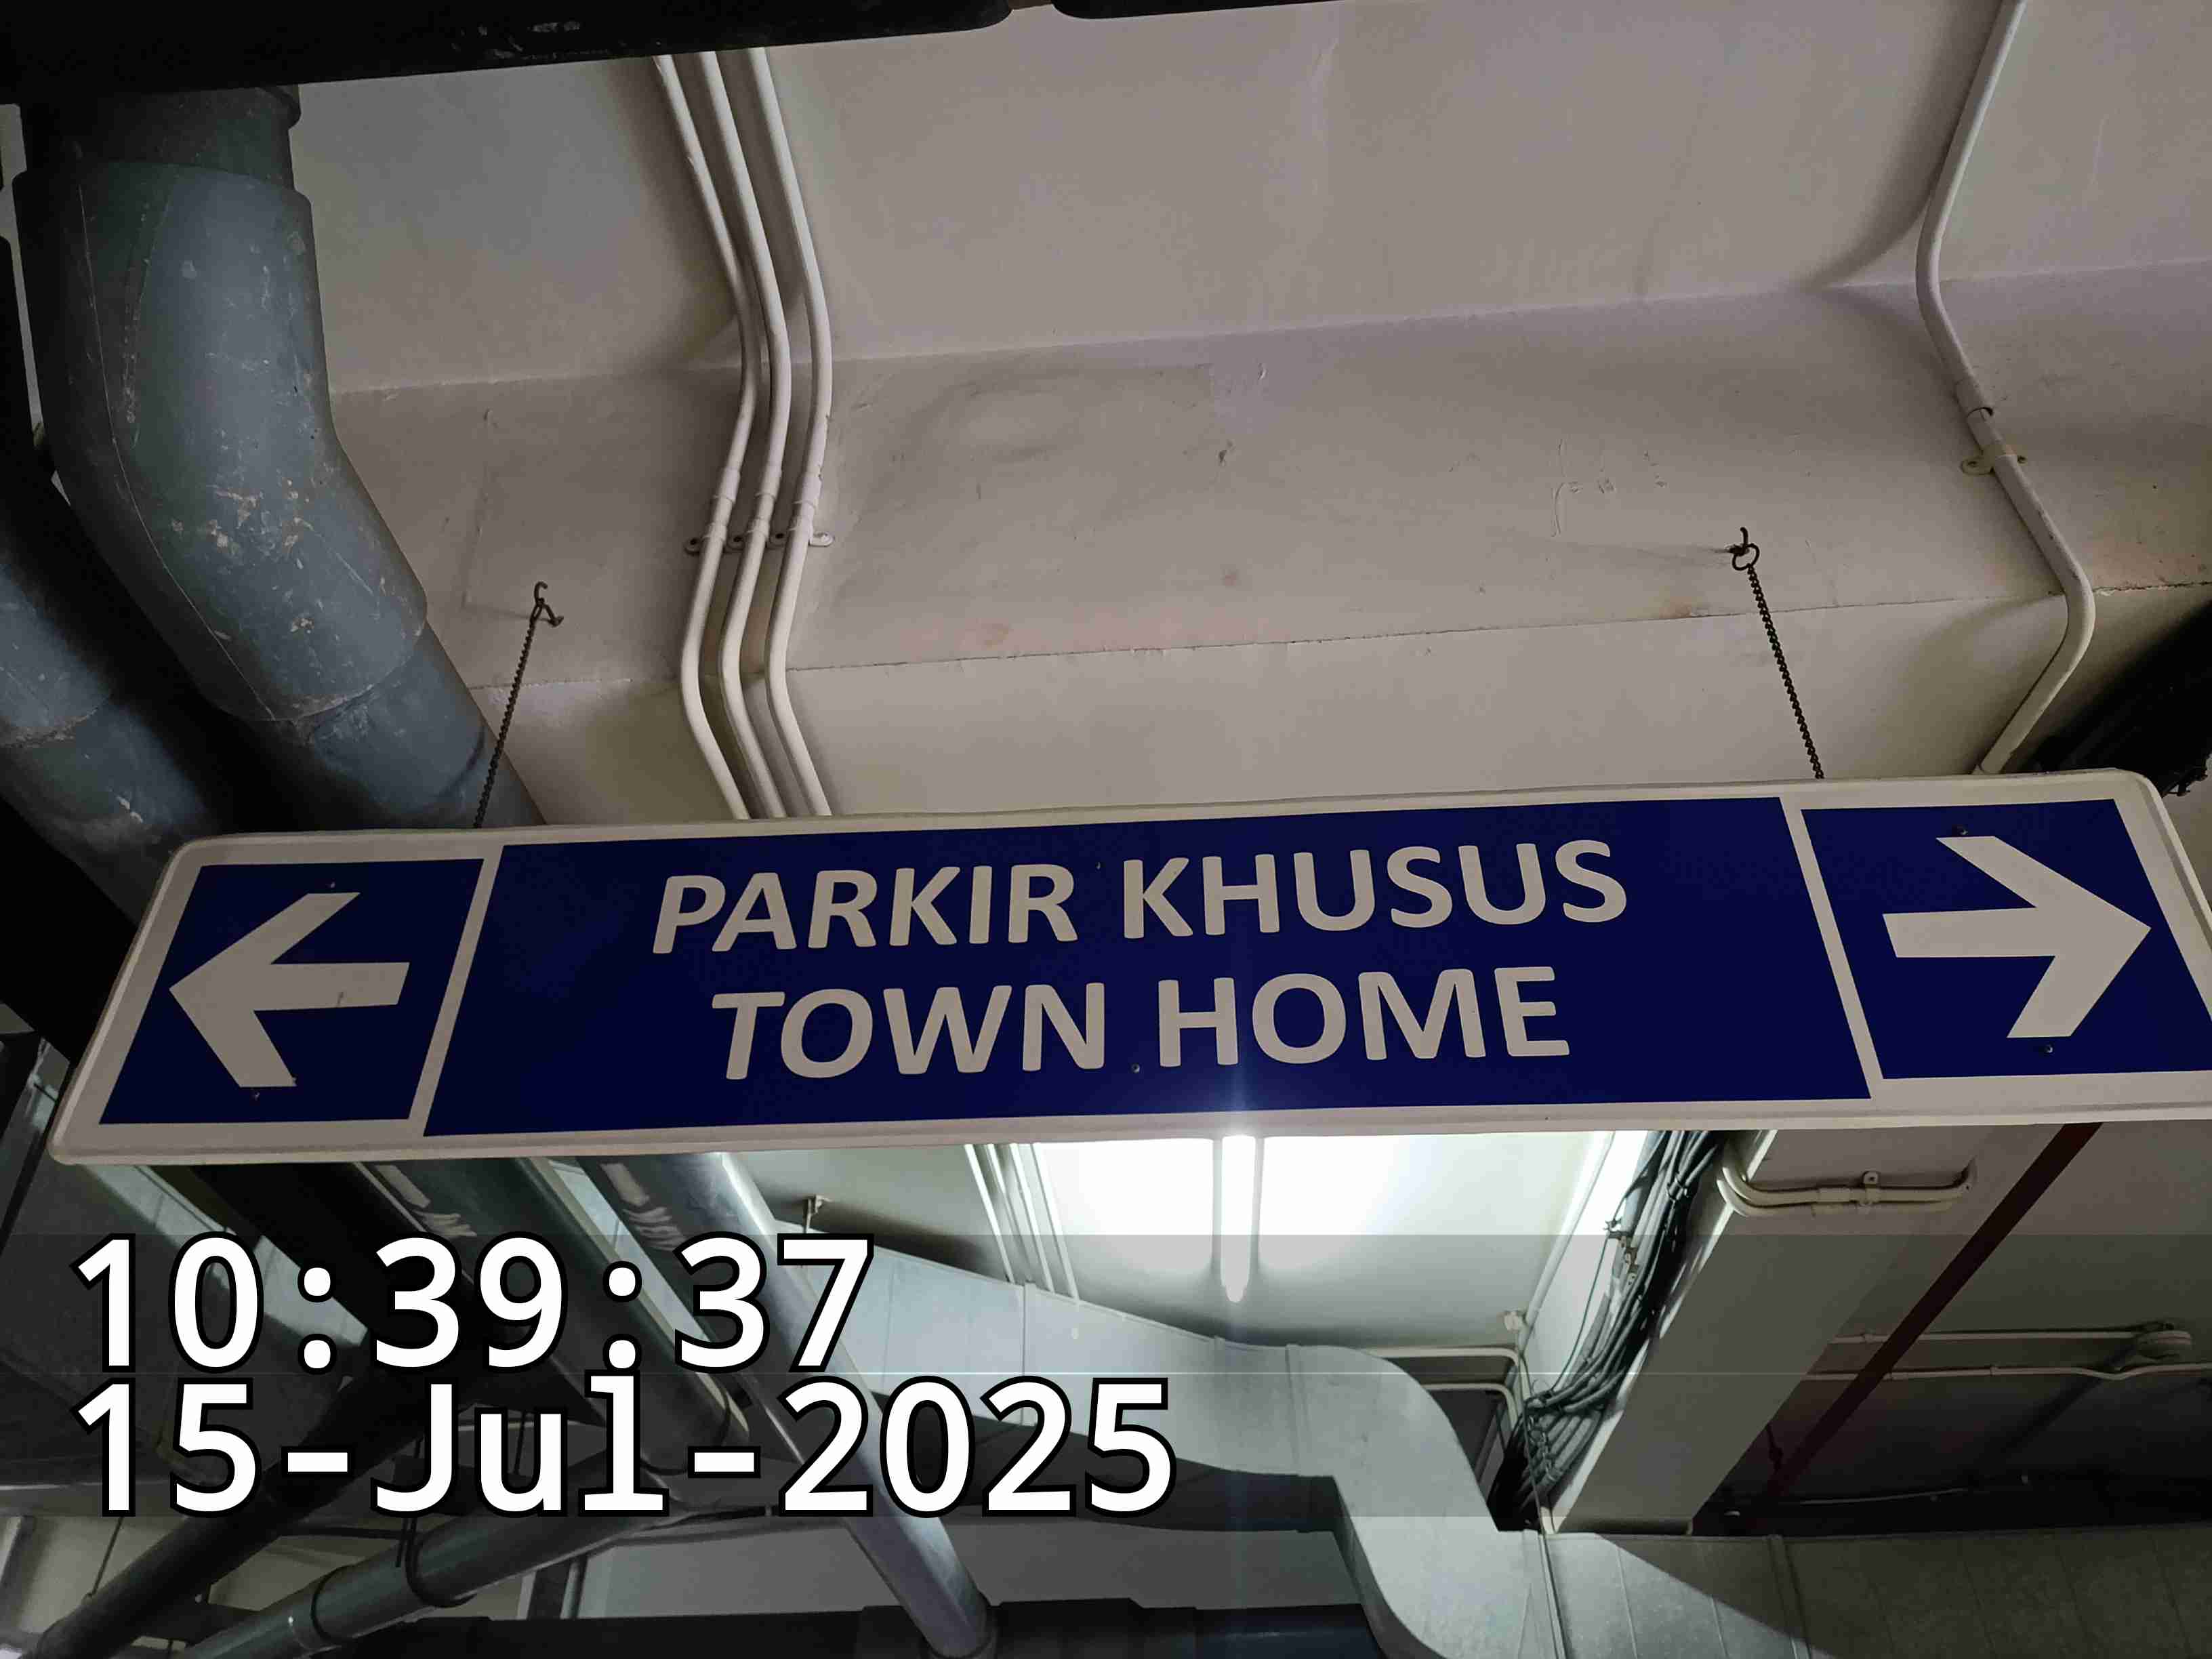 PARKIR KHUSUS
TOWN HOME
10:39:37
15-Jul-2025